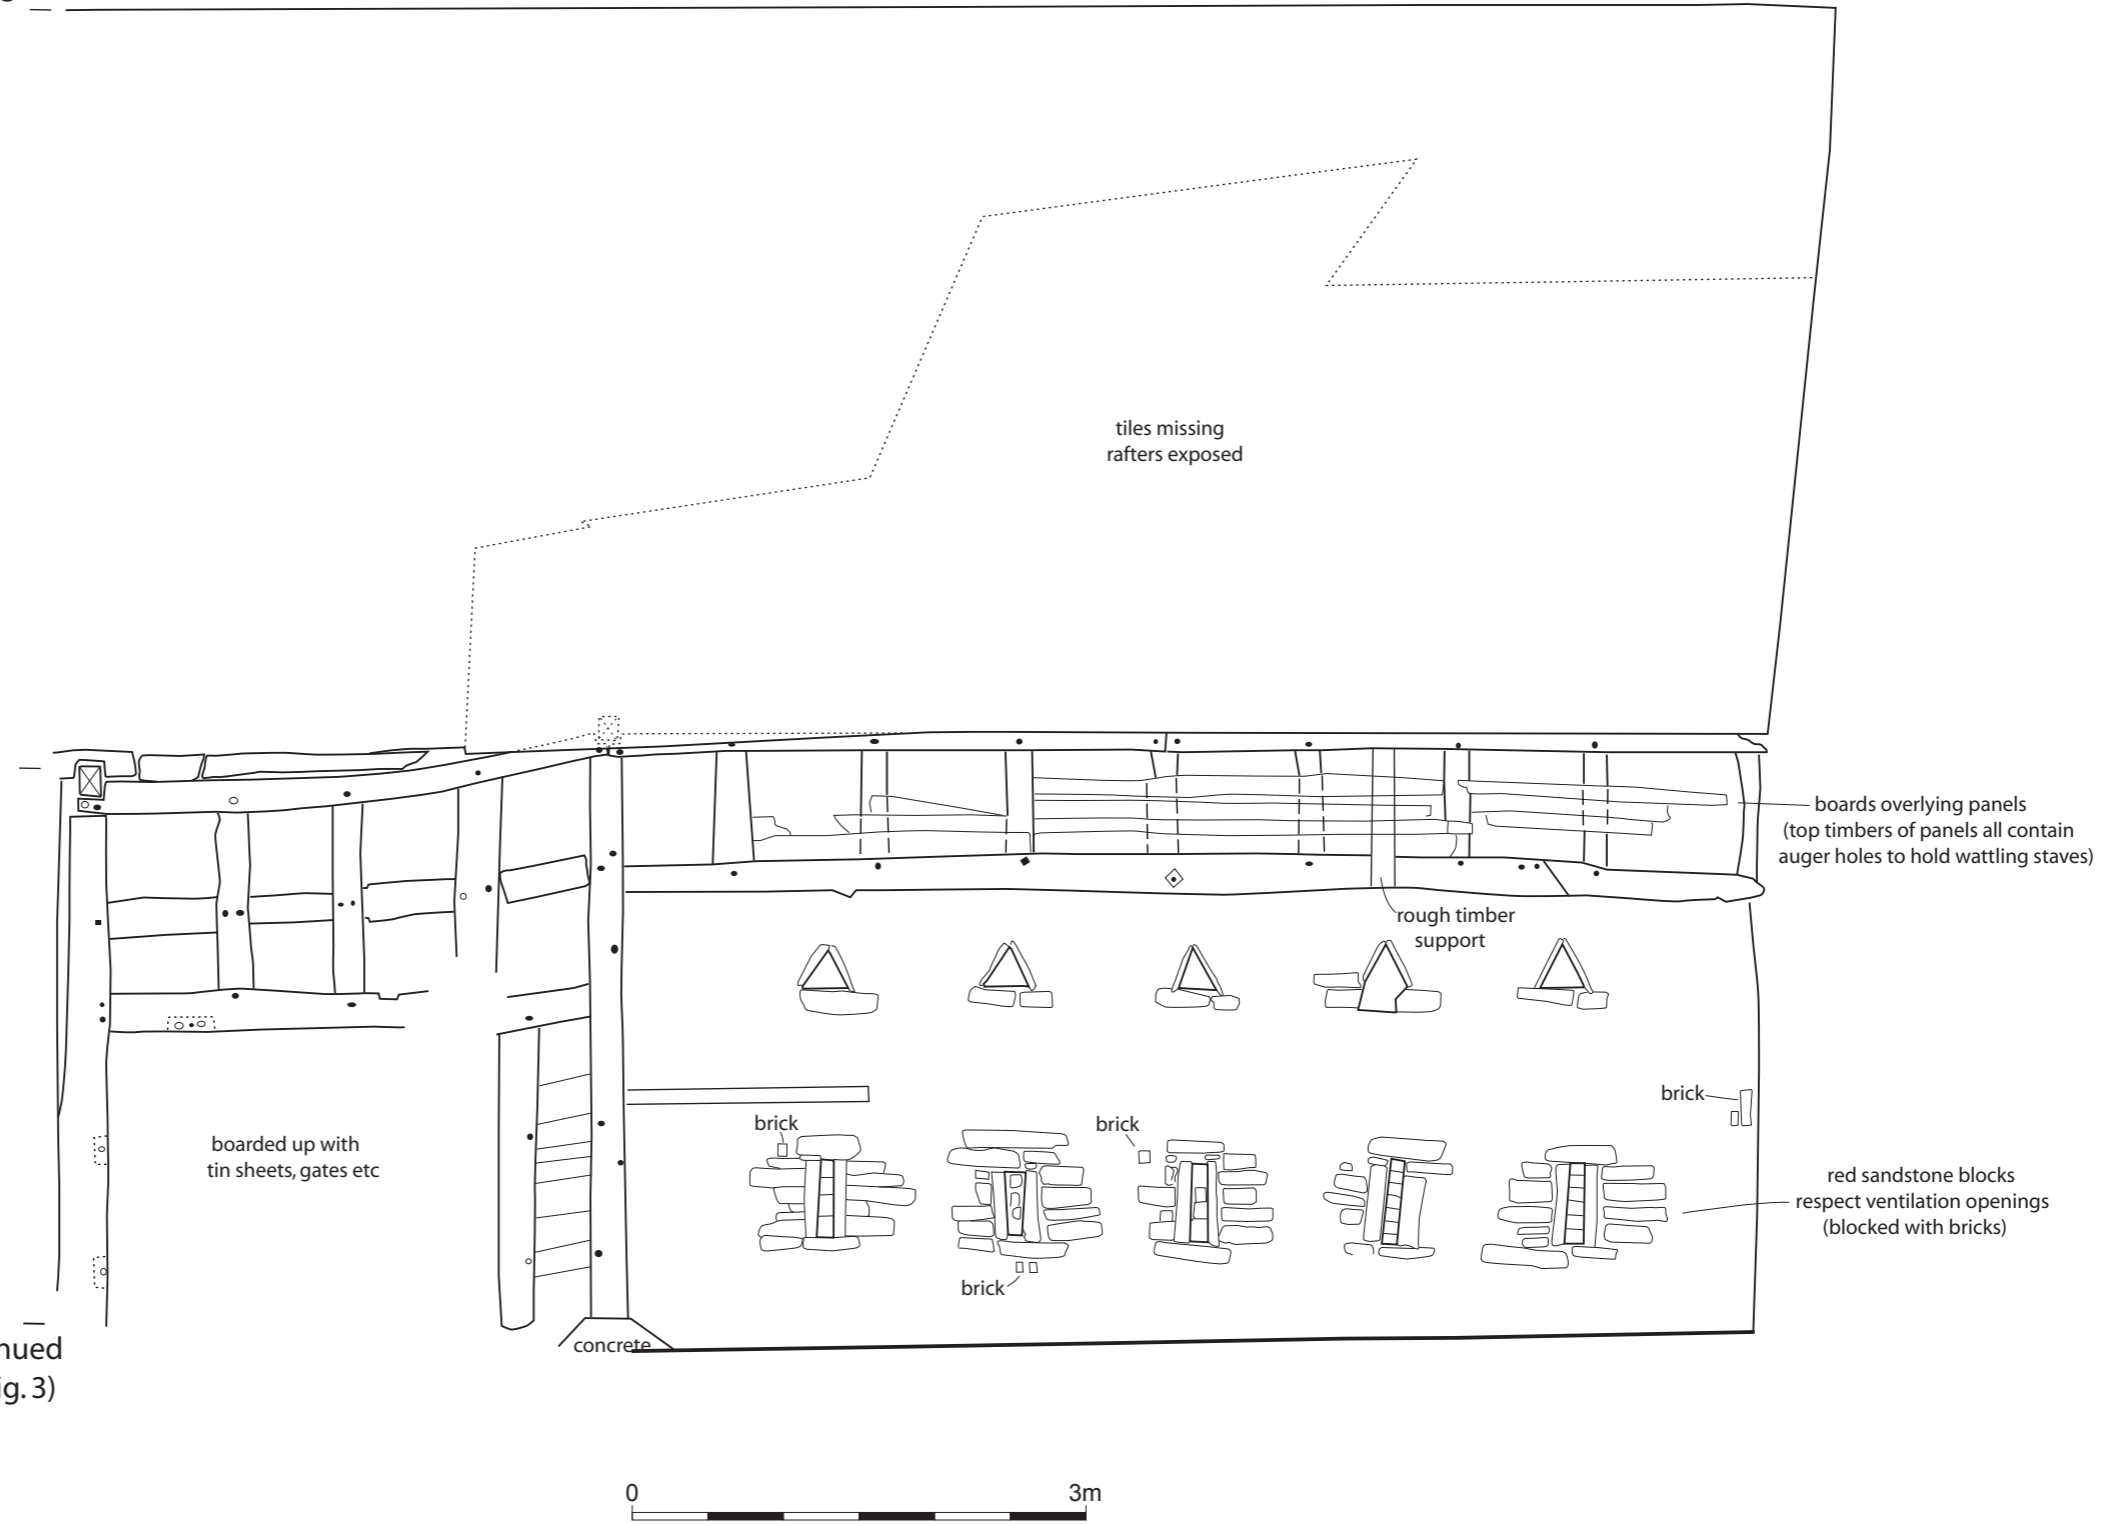 tiles missing
rafters exposed
boards overlying panels
(top timbers of panels all contain
auger holes to hold wattling staves)
rough timber
support
brick
brick
brick
boarded up with
tin sheets, gates etc
red sandstone blocks
respect ventilation openings
(blocked with bricks)
brick
concrete
nued
ig. 3)
0 3m